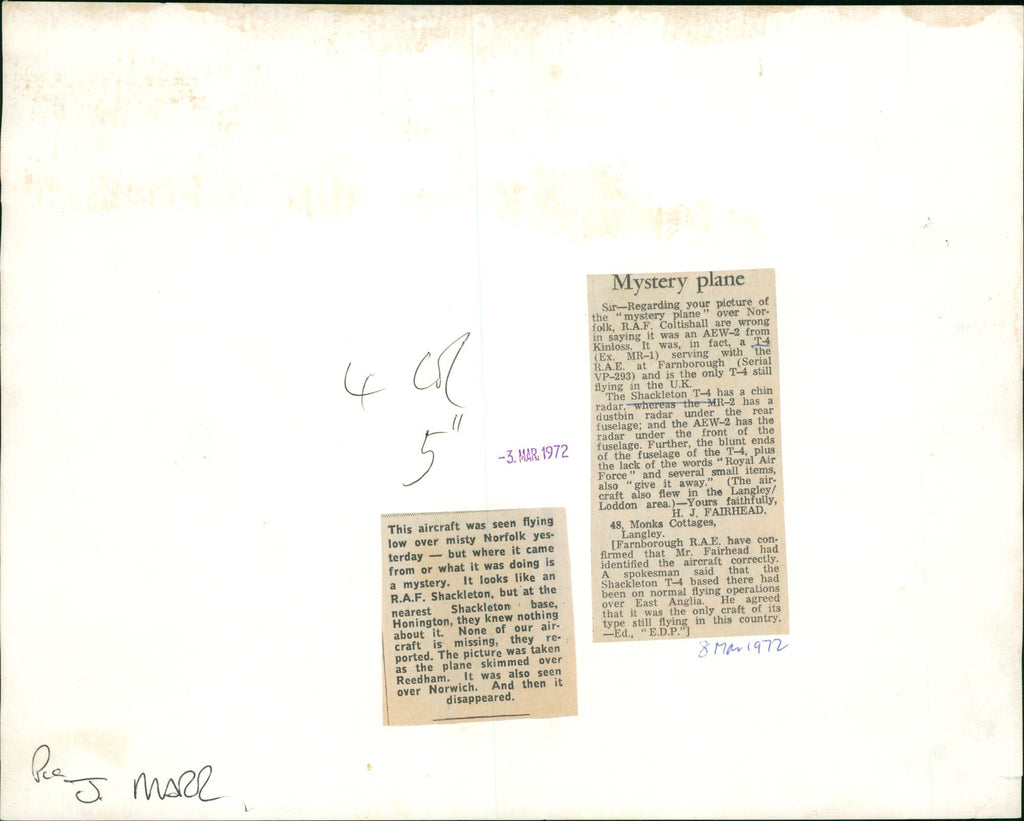 4 Col
5"
-3. MAR. 1972
This aircraft was seen flying
low over misty Norfolk yes-
terday — but where it came
from or what it was doing is
a mystery. It looks like an
R.A.F. Shackleton, but at the
nearest Shackleton base,
Honington, they knew nothing
about it. None of our air-
craft is missing, they re-
ported. The picture was taken
as the plane skimmed over
Reedham. It was also seen
over Norwich. And then it
disappeared.
Mystery plane
Sir—Regarding your picture of
the "mystery plane" over Nor-
folk, R.A.F. Coltishall are wrong
in saying it was an AEW-2 from
Kinloss. It was, in fact, a T-4
(Ex. MR-1) serving with the
R.A.E. at Farnborough (Serial
VP-293) and is the only T-4 still
flying in the U.K.
The Shackleton T-4 has a chin
radar, whereas the MR-2 has a
dustbin radar under the rear
fuselage; and the AEW-2 has the
radar under the front of the
fuselage. Further, the blunt ends
of the fuselage of the T-4, plus
the lack of the words "Royal Air
Force" and several small items,
also "give it away." (The air-
craft also flew in the Langley/
Loddon area.)—Yours faithfully,
H. J. FAIRHEAD.
48, Monks Cottages,
Langley.
[Farnborough R.A.E. have con-
firmed that Mr. Fairhead had
identified the aircraft correctly.
A spokesman said that the
Shackleton T-4 based there had
been on normal flying operations
over East Anglia. He agreed
that it was the only craft of its
type still flying in this country.
—Ed., "E.D.P."]
8 Mar 1972
J. MARR